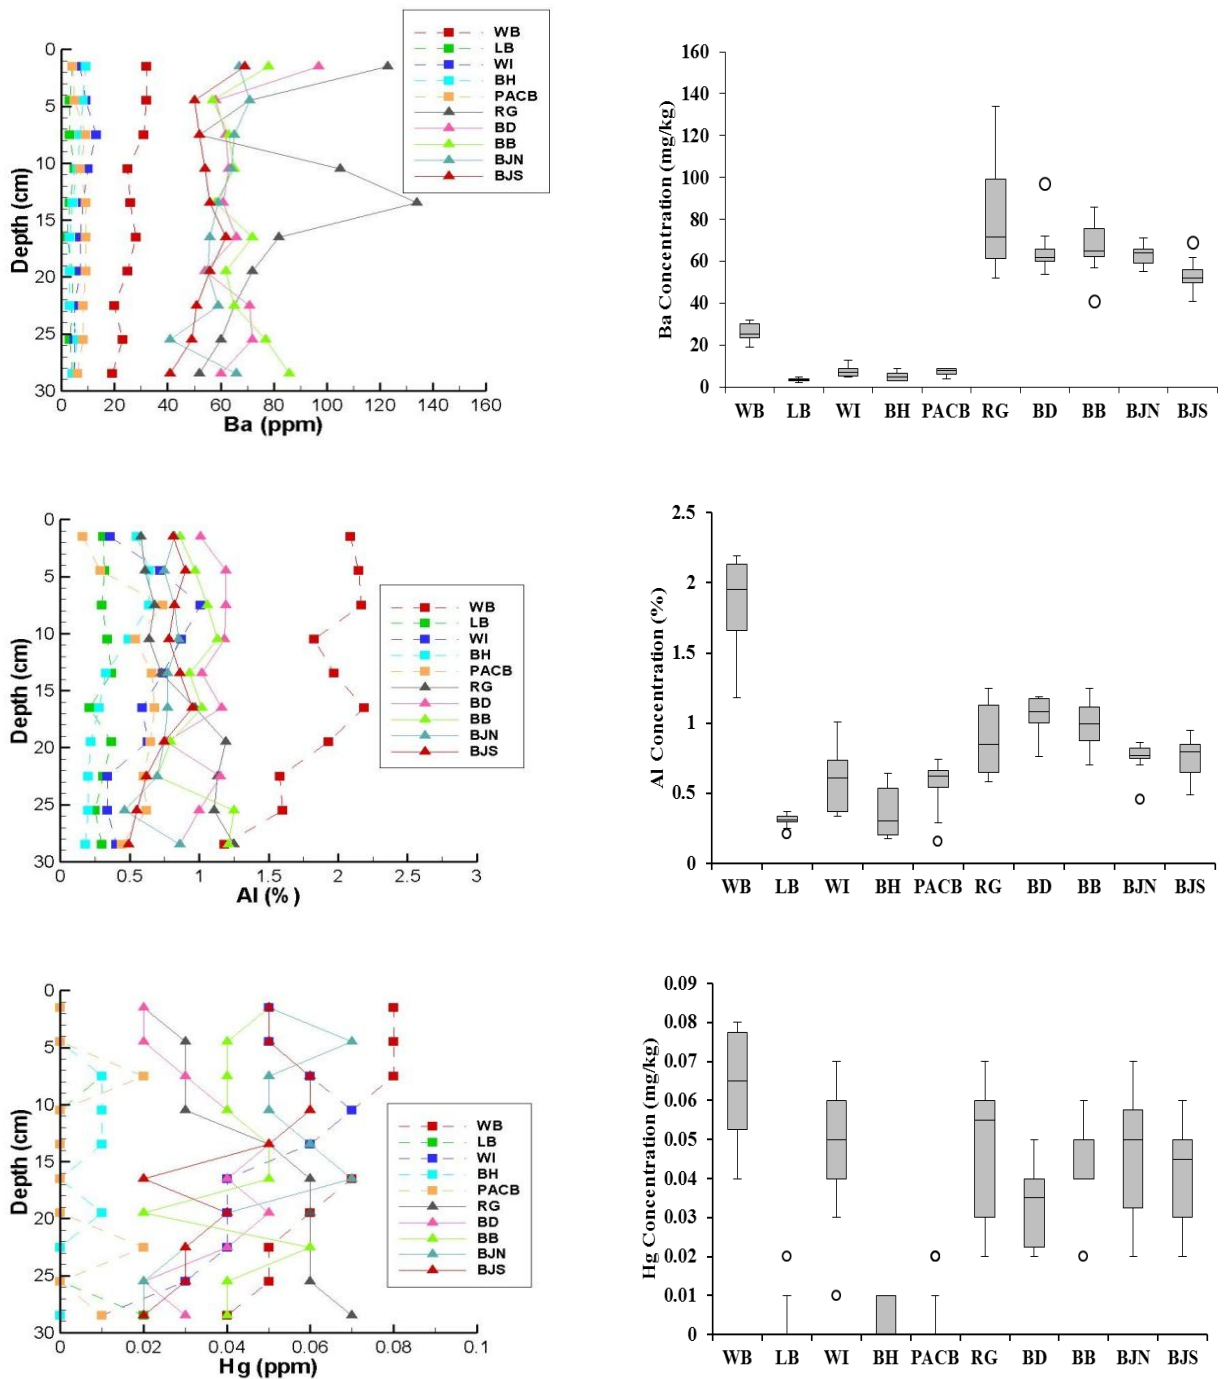 WB
LB
WI
BH
PACB
RG
BD
BB
BJN
BJS
0
5
10
15
20
25
30
Depth (cm)
0 20 40 60 80 100 120 140 160
Ba (ppm)
160
140
120
100
80
60
40
20
0
Ba Concentration (mg/kg)
WB LB WI BH PACB RG BD BB BJN BJS
0
5
10
15
20
25
30
Depth (cm)
WB
LB
WI
BH
PACB
RG
BD
BB
BJN
BJS
0 0.5 1 1.5 2 2.5 3
Al (%)
2.5
2
1.5
1
0.5
0
Al Concentration (%)
WB LB WI BH PACB RG BD BB BJN BJS
0
5
10
15
20
25
30
Depth (cm)
WB
LB
WI
BH
PACB
RG
BD
BB
BJN
BJS
0 0.02 0.04 0.06 0.08 0.1
Hg (ppm)
0.09
0.08
0.07
0.06
0.05
0.04
0.03
0.02
0.01
0
Hg Concentration (mg/kg)
WB LB WI BH PACB RG BD BB BJN BJS